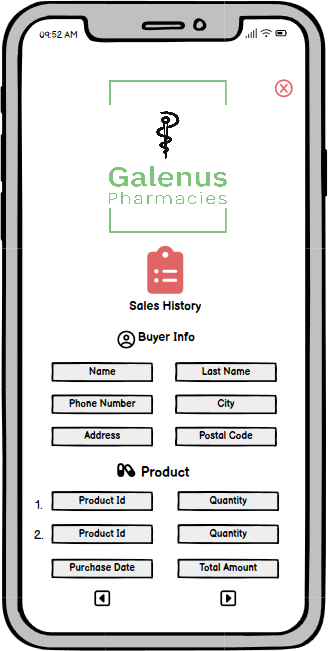 09:52 AM
Galenus
Pharmacies
Sales History
Buyer Info
Name Last Name
Phone Number City
Address Postal Code
Product
1. Product Id Quantity
2. Product Id Quantity
Purchase Date Total Amount